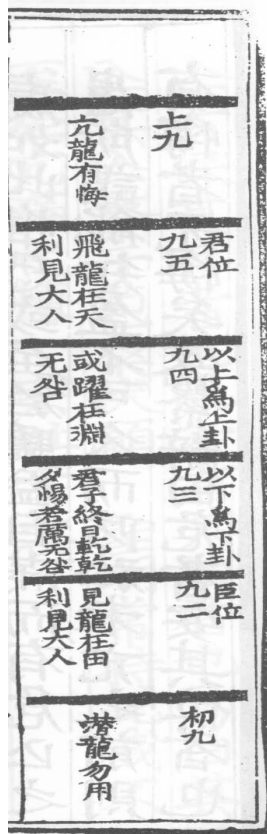 上九
亢龍有悔
君位
九五
飛龍在天
利見大人
以上爲上卦
九四
或躍在淵
无咎
以下爲下卦
九三
君子終日乾乾
夕惕若厲无咎
臣位
九二
見龍在田
利見大人
初九
潛龍勿用